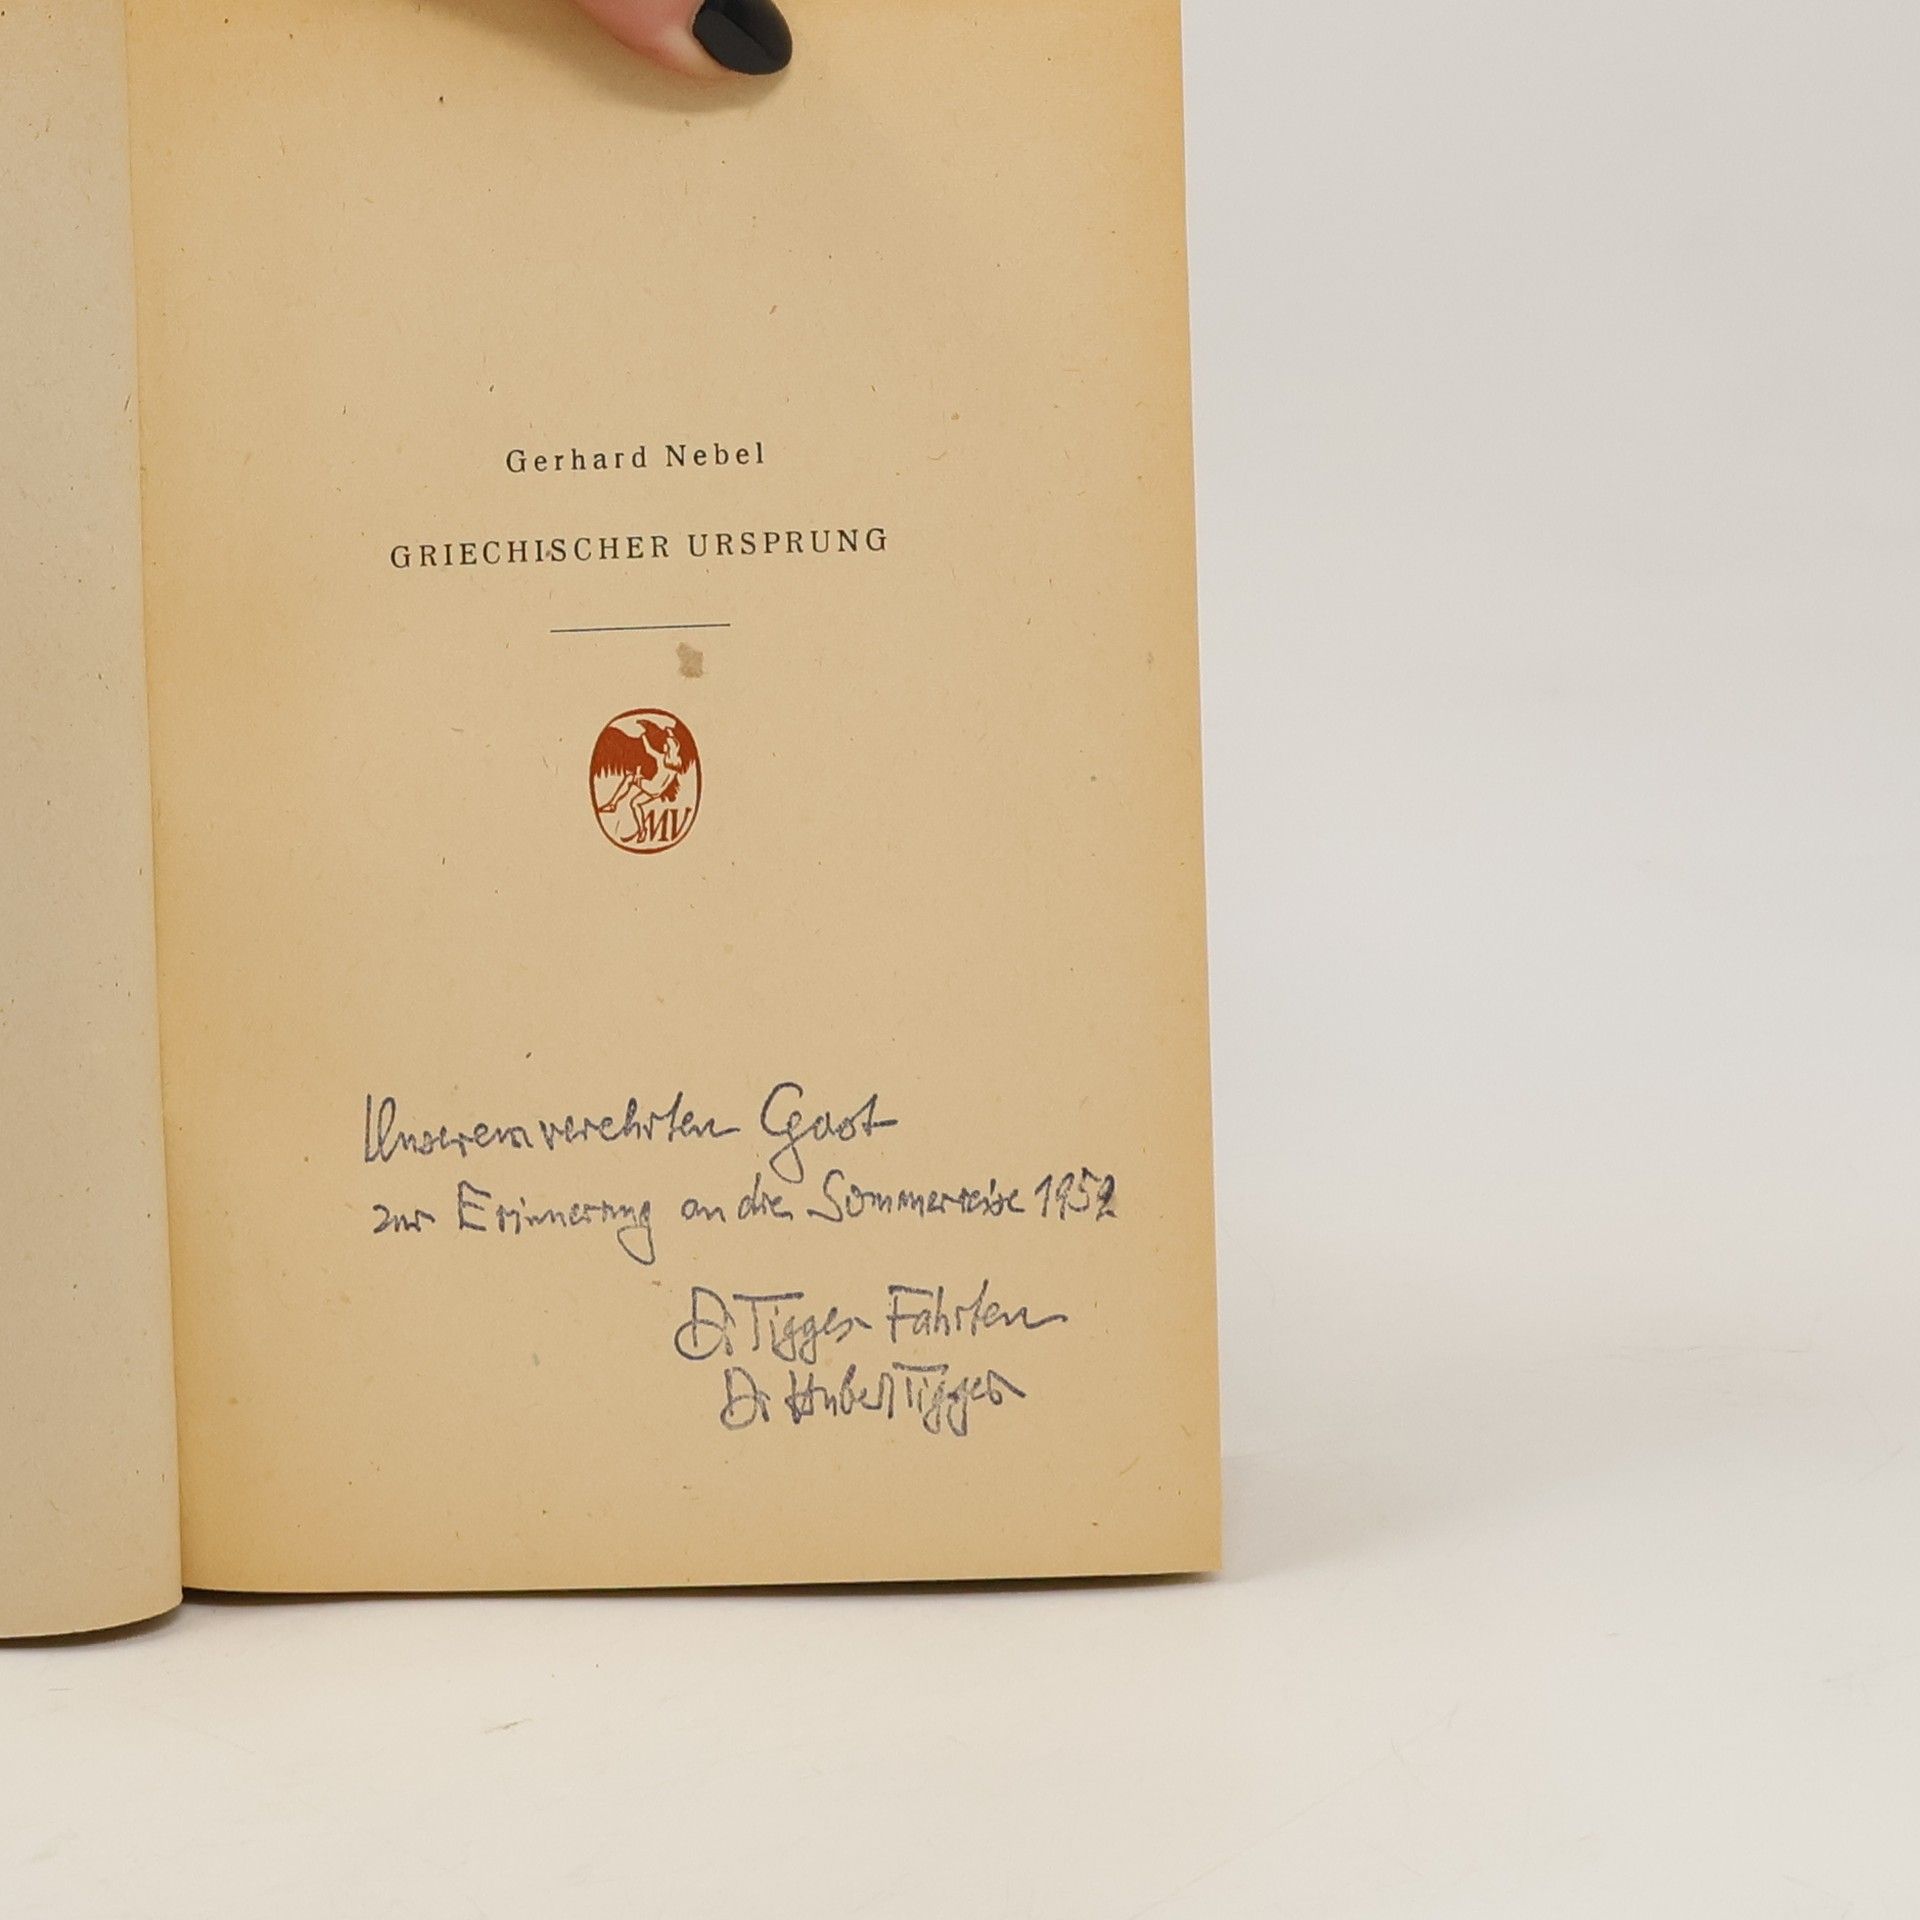 Gerhard Nebel
GRIECHISCHER URSPRUNG
MV
Unserem verehrten Gast
zur Erinnerung an die Sommerreise 1952
Dr Tigges Fahrten
Dr Hubert Tigges